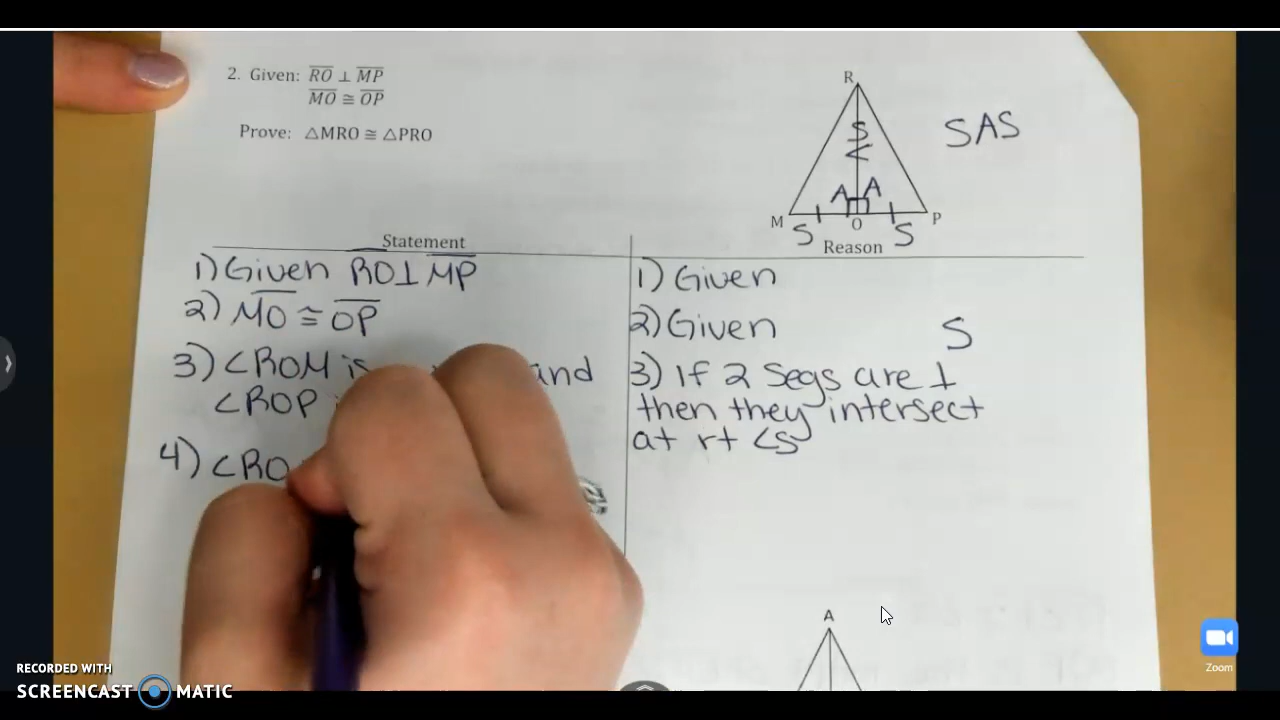 2. Given: RO ⊥ MP
MO ≅ OP
Prove: △MRO ≅ △PRO
R
S
A A
M O P
S S
SAS
Statement Reason
1) Given RO ⊥ MP
1) Given
2) MO ≅ OP
2) Given S
3) <ROM is and
<ROP
3) If 2 segs are ⊥
then they intersect
at rt <s
4) <RO
A
Zoom
RECORDED WITH
SCREENCAST MATIC